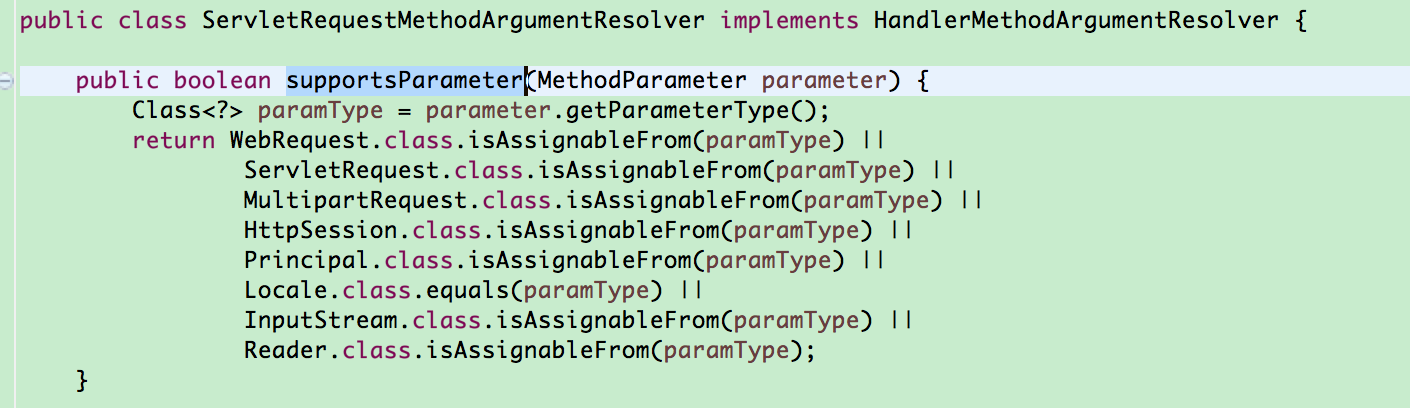 public class ServletRequestMethodArgumentResolver implements HandlerMethodArgumentResolver {
public boolean supportsParameter(MethodParameter parameter) {
Class<?> paramType = parameter.getParameterType();
return WebRequest.class.isAssignableFrom(paramType) ||
ServletRequest.class.isAssignableFrom(paramType) ||
MultipartRequest.class.isAssignableFrom(paramType) ||
HttpSession.class.isAssignableFrom(paramType) ||
Principal.class.isAssignableFrom(paramType) ||
Locale.class.equals(paramType) ||
InputStream.class.isAssignableFrom(paramType) ||
Reader.class.isAssignableFrom(paramType);
}